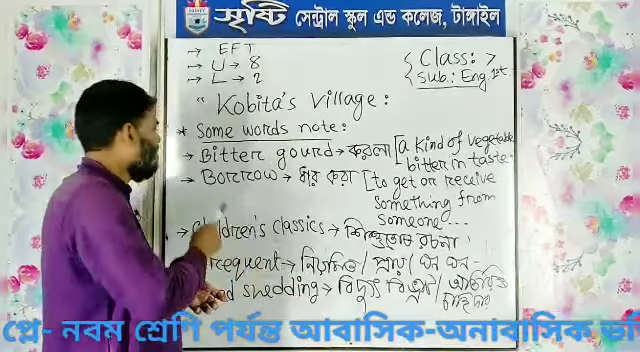 সৃষ্টি সেন্ট্রাল স্কুল এন্ড কলেজ, টাঙ্গাইল
→ EFT
→ U → 8
→ L → 2
Class: 7
Sub.: Eng 1st.
"Kobita's village:
* Some words note:
→ Bitter gourd → করলা [a kind of vegetable
bitter in taste.
→ Borrow → ধার করা [to get or receive
something from
someone...
→ children's classics → শিশুতোষ রচনা
requent → নিয়মিত / প্রায় / ঘন ঘন -
d shedding → বিদ্যুৎ
প্লে- নবম শ্রেণি পর্যন্ত আবাসিক-অনাবাসিক